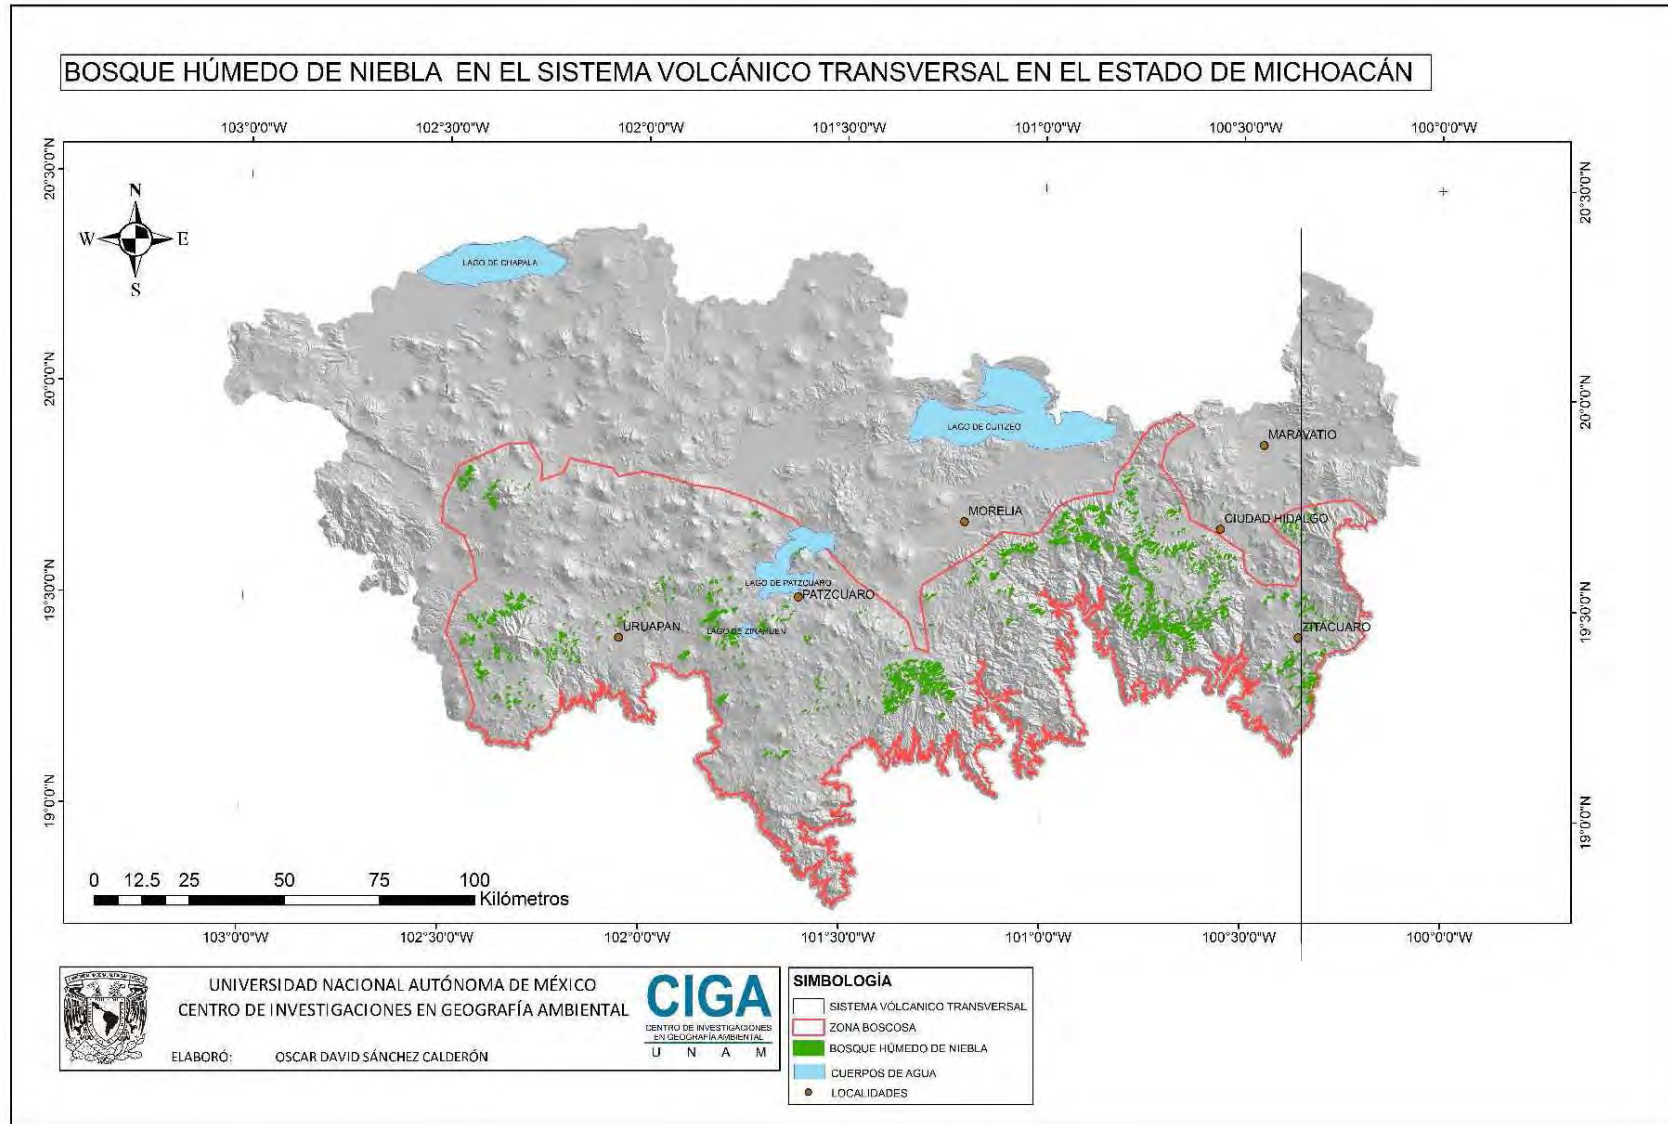 BOSQUE HÚMEDO DE NIEBLA EN EL SISTEMA VOLCÁNICO TRANSVERSAL EN EL ESTADO DE MICHOACÁN
103°0'0"W 102°30'0"W 102°0'0"W 101°30'0"W 101°0'0"W 100°30'0"W 100°0'0"W
20°30'0"N
20°30'0"N
N
W E
S
LAGO DE CHAPALA
20°0'0"N
20°0'0"N
LAGO DE CUITZEO
MARAVATIO
MORELIA
CIUDAD HIDALGO
LAGO DE PATZCUARO
PATZCUARO
19°30'0"N
19°30'0"N
URUAPAN
LAGO DE ZIRAHUEN
ZITACUARO
19°0'0"N
19°0'0"N
0 12.5 25 50 75 100
Kilómetros
103°0'0"W 102°30'0"W 102°0'0"W 101°30'0"W 101°0'0"W 100°30'0"W 100°0'0"W
UNIVERSIDAD NACIONAL AUTÓNOMA DE MÉXICO
CENTRO DE INVESTIGACIONES EN GEOGRAFÍA AMBIENTAL
ELABORÓ: OSCAR DAVID SÁNCHEZ CALDERÓN
CIGA
CENTRO DE INVESTIGACIONES
EN GEOGRAFÍA AMBIENTAL
U N A M
SIMBOLOGÍA
SISTEMA VÓLCANICO TRANSVERSAL
ZONA BOSCOSA
BOSQUE HÚMEDO DE NIEBLA
CUERPOS DE AGUA
LOCALIDADES